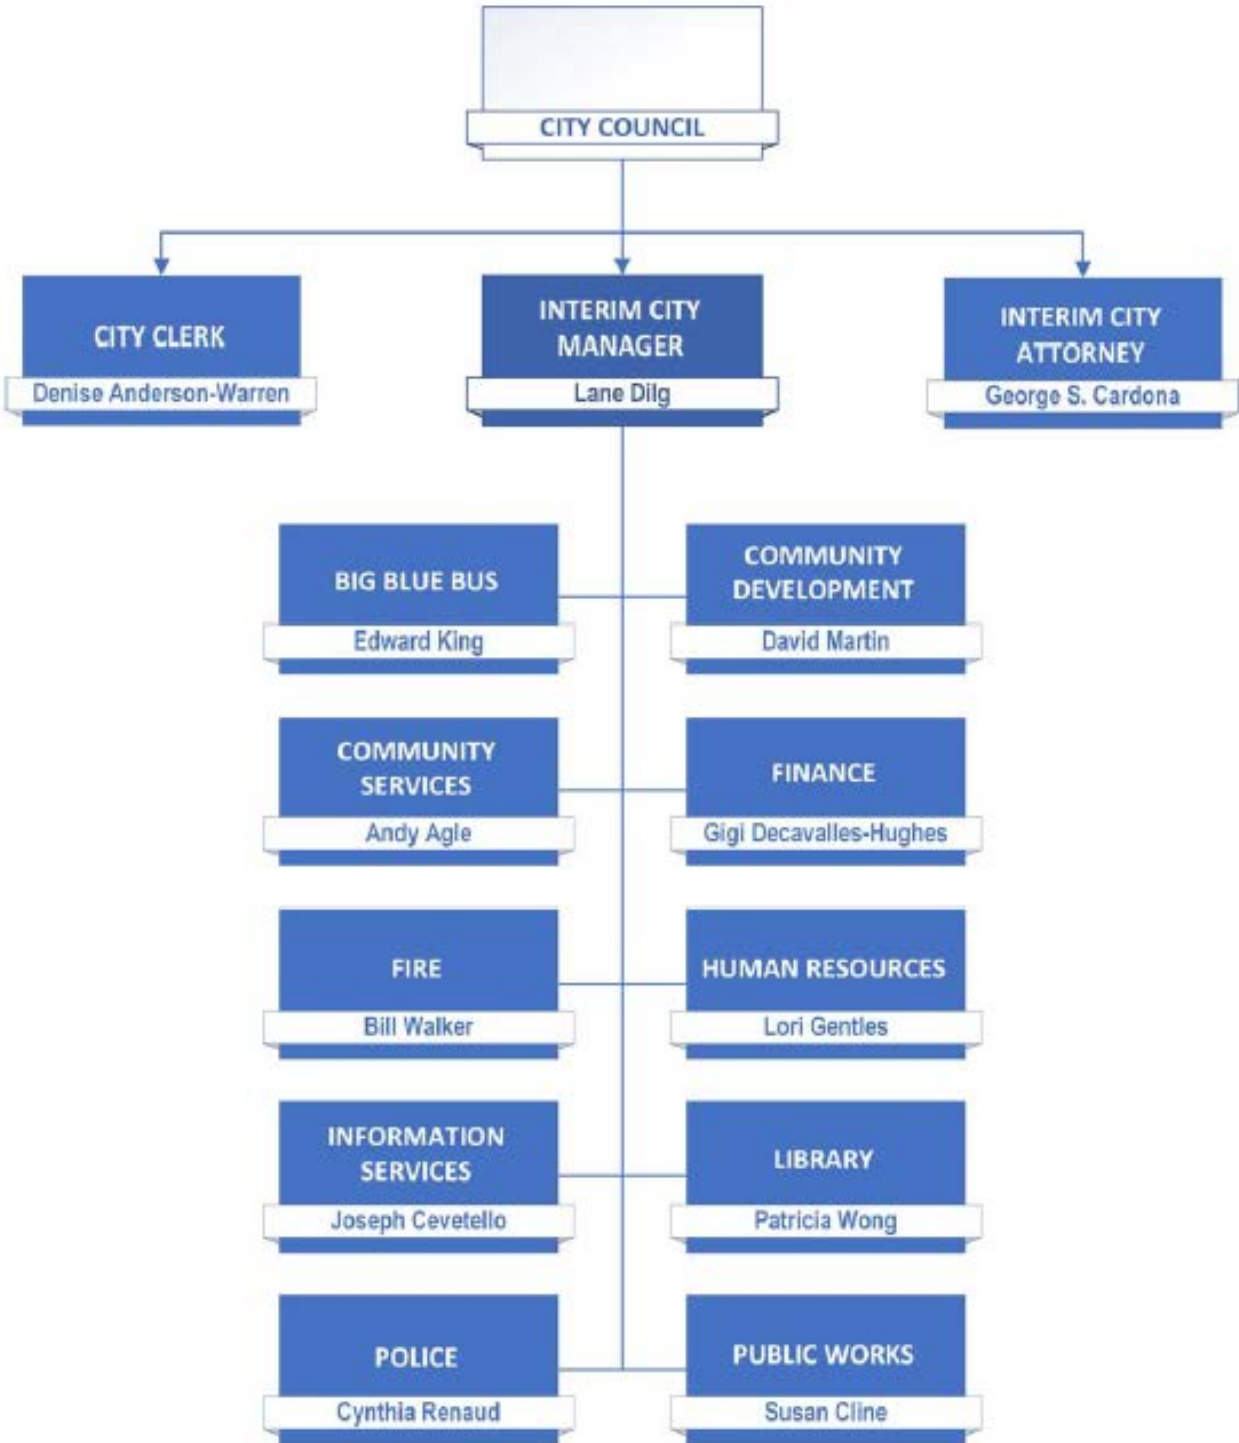 CITY COUNCIL
CITY CLERK
Denise Anderson-Warren
INTERIM CITY
MANAGER
Lane Dilg
INTERIM CITY
ATTORNEY
George S. Cardona
BIG BLUE BUS
Edward King
COMMUNITY
DEVELOPMENT
David Martin
COMMUNITY
SERVICES
Andy Agle
FINANCE
Gigi Decavalles-Hughes
FIRE
Bill Walker
HUMAN RESOURCES
Lori Gentles
INFORMATION
SERVICES
Joseph Cevetello
LIBRARY
Patricia Wong
POLICE
Cynthia Renaud
PUBLIC WORKS
Susan Cline